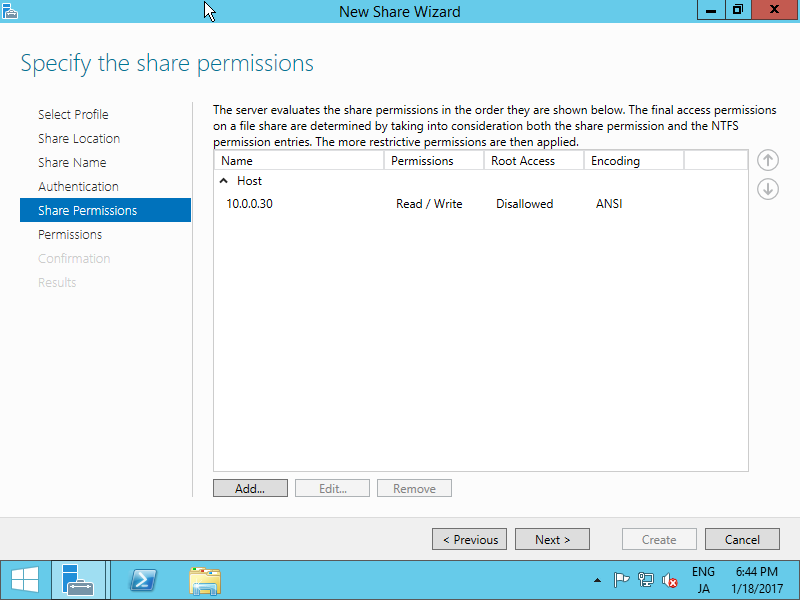 New Share Wizard
Specify the share permissions
Select Profile
Share Location
Share Name
Authentication
Share Permissions
Permissions
Confirmation
Results
The server evaluates the share permissions in the order they are shown below. The final access permissions
on a file share are determined by taking into consideration both the share permission and the NTFS
permission entries. The more restrictive permissions are then applied.
Name Permissions Root Access Encoding
Host
10.0.0.30 Read / Write Disallowed ANSI
Add... Edit... Remove
< Previous Next > Create Cancel
ENG 6:44 PM
JA 1/18/2017